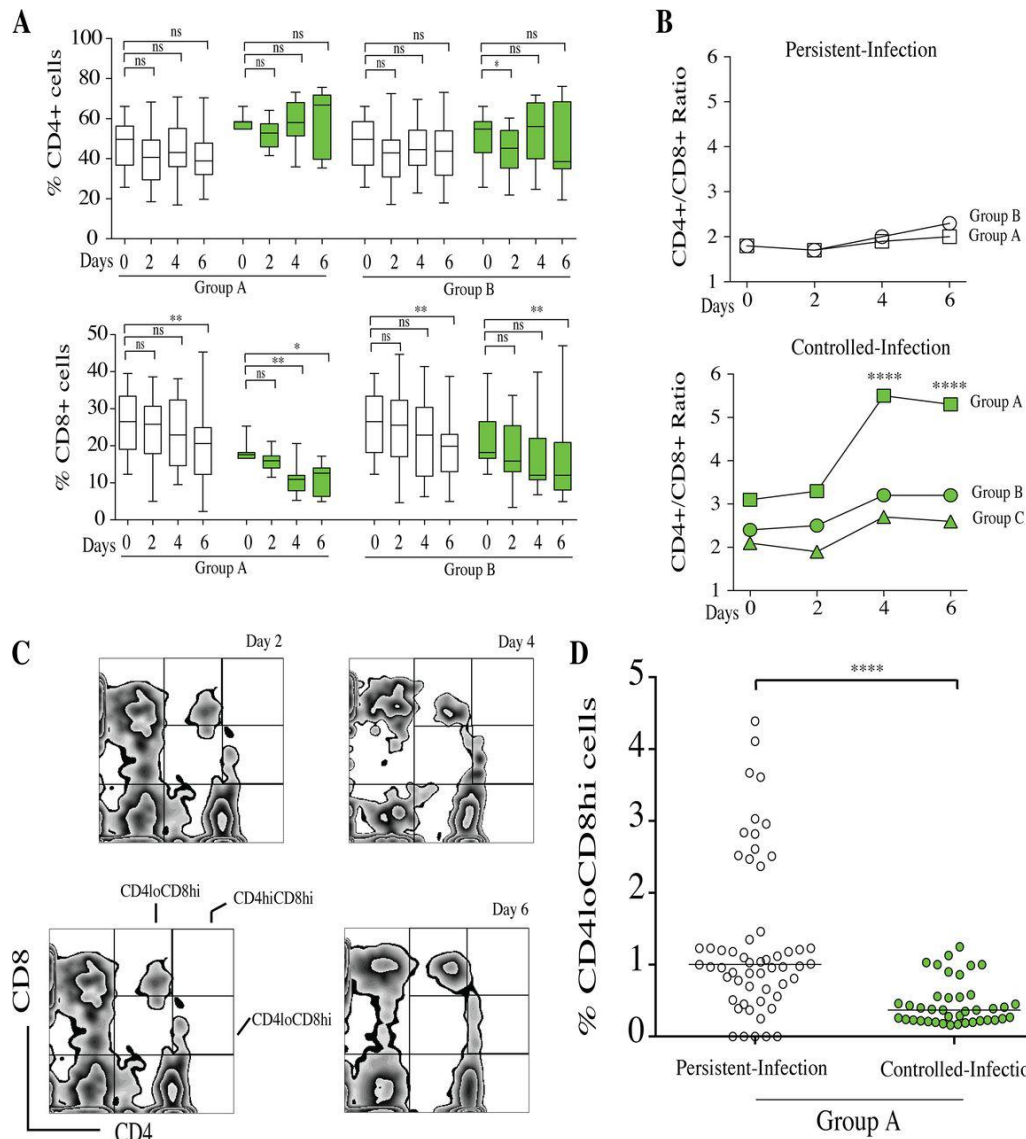 A
ns
ns
ns
ns
ns
ns
ns
ns
ns
ns
ns
*
% CD4+ cells
100
80
60
40
20
0
Days 0 2 4 6 0 2 4 6 0 2 4 6 0 2 4 6
Group A
Group B
**
ns
ns
*
**
ns
**
ns
ns
**
ns
ns
% CD8+ cells
50
40
30
20
10
0
Days 0 2 4 6 0 2 4 6 0 2 4 6 0 2 4 6
Group A
Group B
B
Persistent-Infection
CD4+/CD8+ Ratio
6
5
4
3
2
1
Group B
Group A
Days 0 2 4 6
Controlled-Infection
CD4+/CD8+ Ratio
6
5
4
3
2
1
**** ****
Group A
Group B
Group C
Days 0 2 4 6
C
Day 2
Day 4
CD4loCD8hi
CD4hiCD8hi
CD4loCD8hi
Day 6
CD8
CD4
D
****
% CD4loCD8hi cells
5
4
3
2
1
0
Persistent-Infection
Controlled-Infectio
Group A